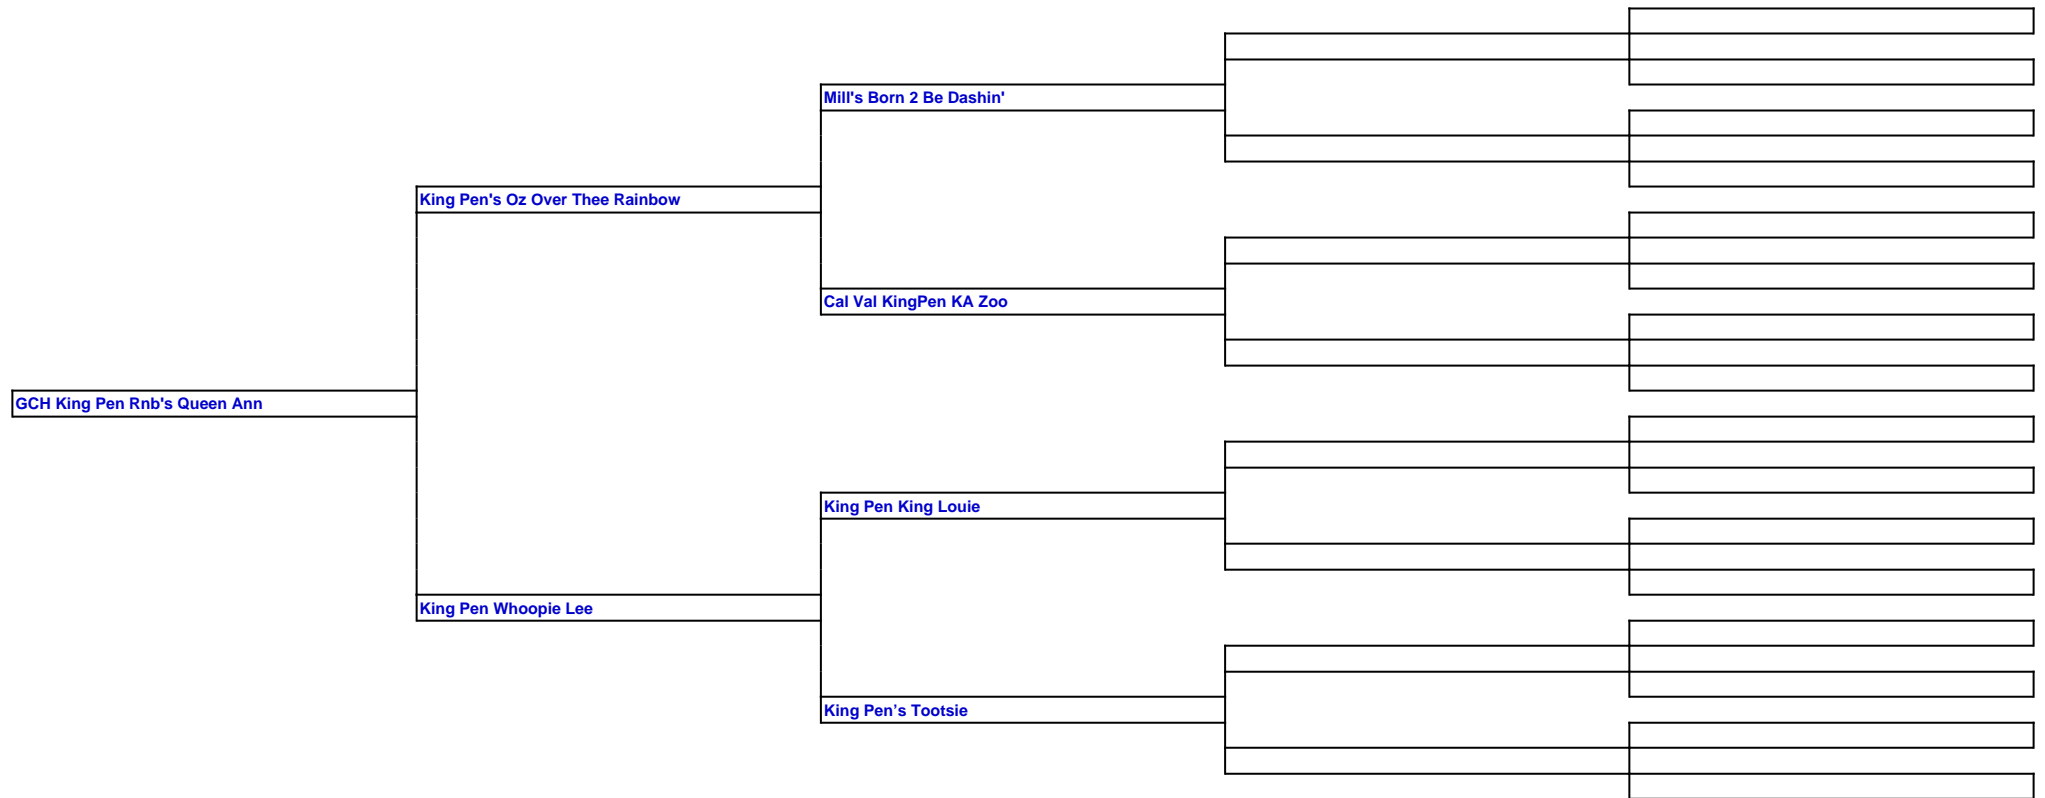 Mill's Born 2 Be Dashin'
King Pen's Oz Over Thee Rainbow
Cal Val KingPen KA Zoo
GCH King Pen Rnb's Queen Ann
King Pen King Louie
King Pen Whoopie Lee
King Pen’s Tootsie